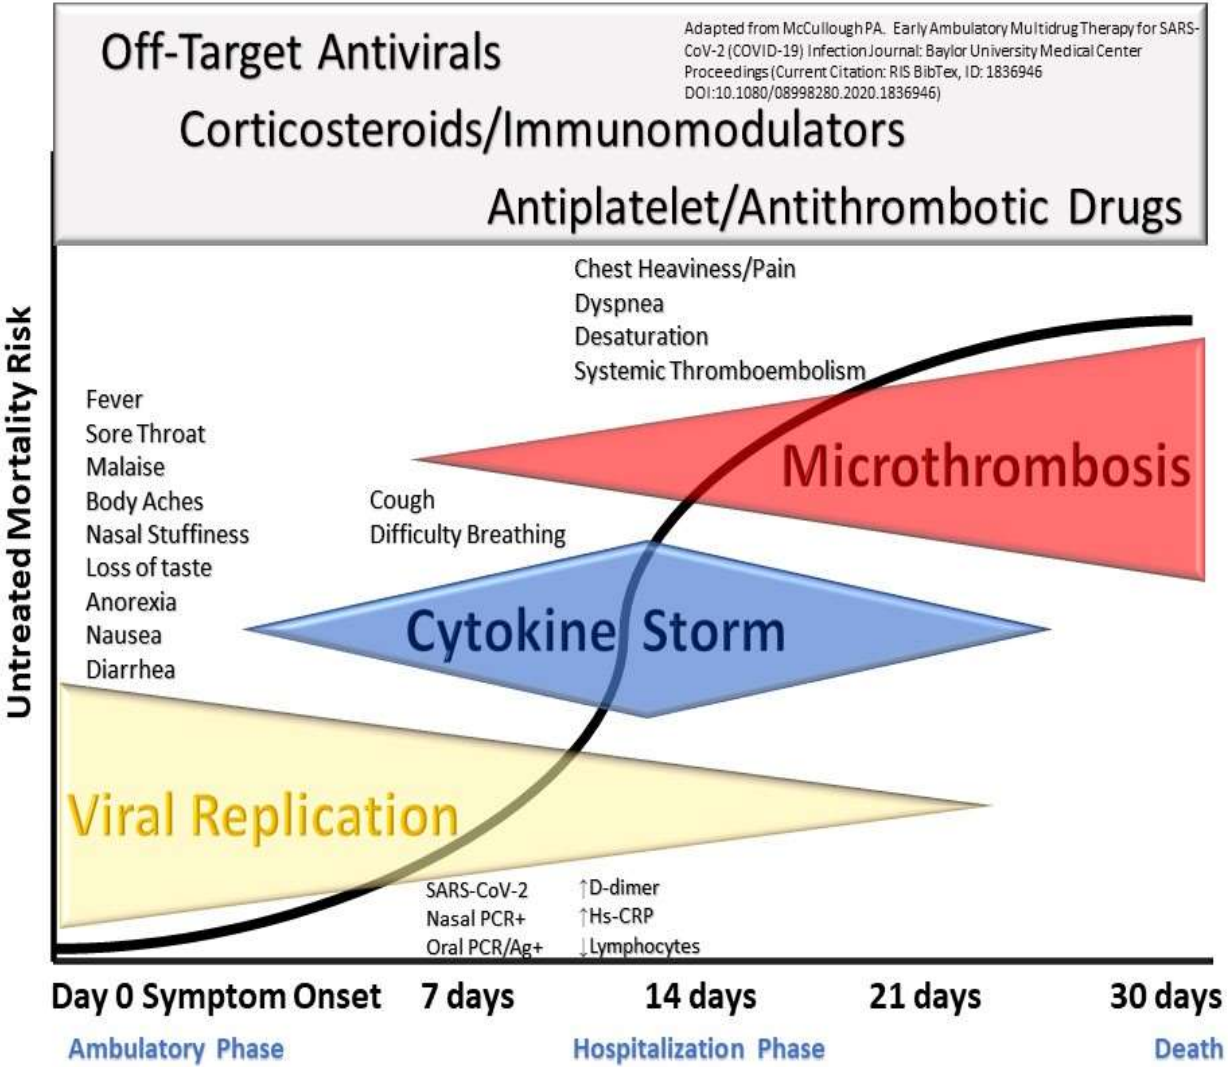 Off-Target Antivirals
Adapted from McCullough PA. Early Ambulatory Multidrug Therapy for SARS-
CoV-2 (COVID-19) Infection Journal: Baylor University Medical Center
Proceedings (Current Citation: RIS BibTex, ID: 1836946
DOI:10.1080/08998280.2020.1836946)
Corticosteroids/Immunomodulators
Antiplatelet/Antithrombotic Drugs
Untreated Mortality Risk
Chest Heaviness/Pain
Dyspnea
Desaturation
Systemic Thromboembolism
Fever
Sore Throat
Malaise
Body Aches
Nasal Stuffiness
Loss of taste
Anorexia
Nausea
Diarrhea
Cough
Difficulty Breathing
Microthrombosis
Cytokine Storm
Viral Replication
SARS-CoV-2
Nasal PCR+
Oral PCR/Ag+
↑D-dimer
↑Hs-CRP
↓Lymphocytes
Day 0 Symptom Onset 7 days 14 days 21 days 30 days
Ambulatory Phase Hospitalization Phase Death